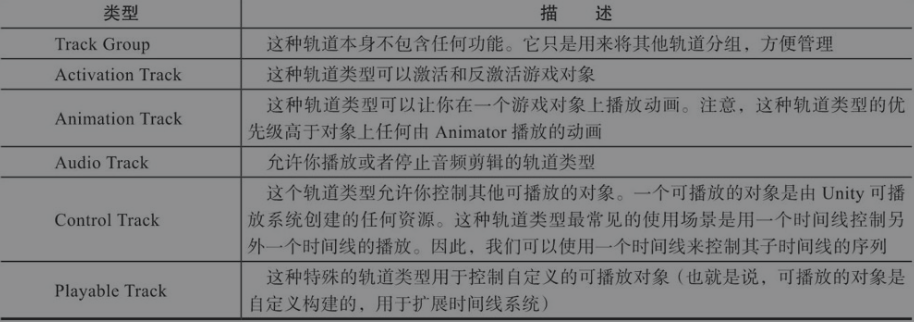 类型 描 述
Track Group 这种轨道本身不包含任何功能。它只是用来将其他轨道分组，方便管理
Activation Track 这种轨道类型可以激活和反激活游戏对象
Animation Track 这种轨道类型可以让你在一个游戏对象上播放动画。注意，这种轨道类型的优
先级高于对象上任何由 Animator 播放的动画
Audio Track 允许你播放或者停止音频剪辑的轨道类型
Control Track 这个轨道类型允许你控制其他可播放的对象。一个可播放的对象是由 Unity 可播
放系统创建的任何资源。这种轨道类型最常见的使用场景是用一个时间线控制另
外一个时间线的播放。因此，我们可以使用一个时间线来控制其子时间线的序列
Playable Track 这种特殊的轨道类型用于控制自定义的可播放对象（也就是说，可播放的对象是
自定义构建的，用于扩展时间线系统）